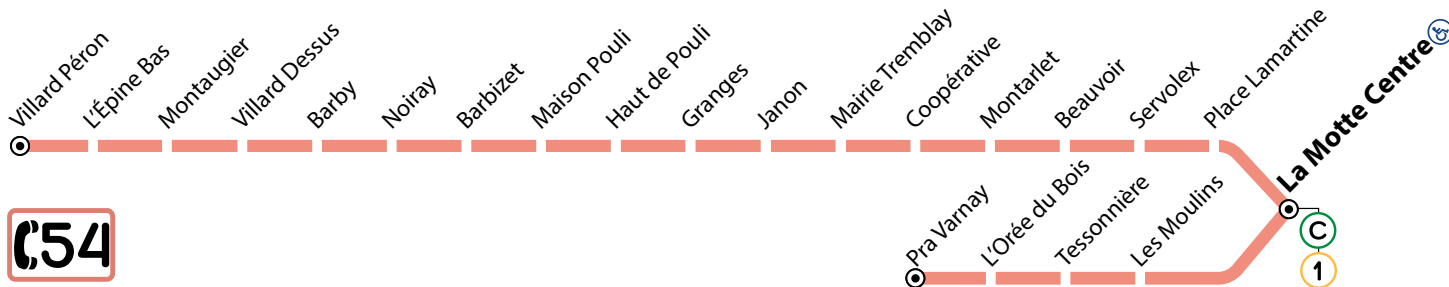 Villard Péron
L'Épine Bas
Montaugier
Villard Dessus
Barby
Noiray
Barbizet
Maison Pouli
Haut de Pouli
Granges
Janon
Mairie Tremblay
Coopérative
Montarlet
Beauvoir
Servolex
Place Lamartine
La Motte Centre
Pra Varnay
L'Orée du Bois
Tessonnière
Les Moulins
C
1
54